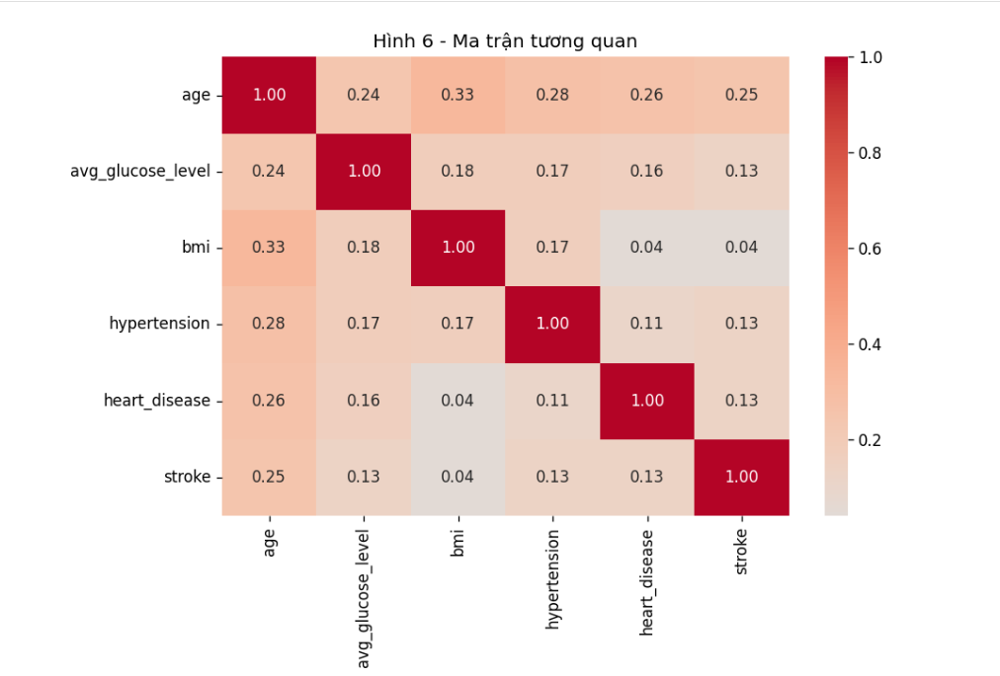 Hình 6 - Ma trận tương quan
age 1.00 0.24 0.33 0.28 0.26 0.25
avg_glucose_level 0.24 1.00 0.18 0.17 0.16 0.13
bmi 0.33 0.18 1.00 0.17 0.04 0.04
hypertension 0.28 0.17 0.17 1.00 0.11 0.13
heart_disease 0.26 0.16 0.04 0.11 1.00 0.13
stroke 0.25 0.13 0.04 0.13 0.13 1.00
age avg_glucose_level bmi hypertension heart_disease stroke
1.0
0.8
0.6
0.4
0.2